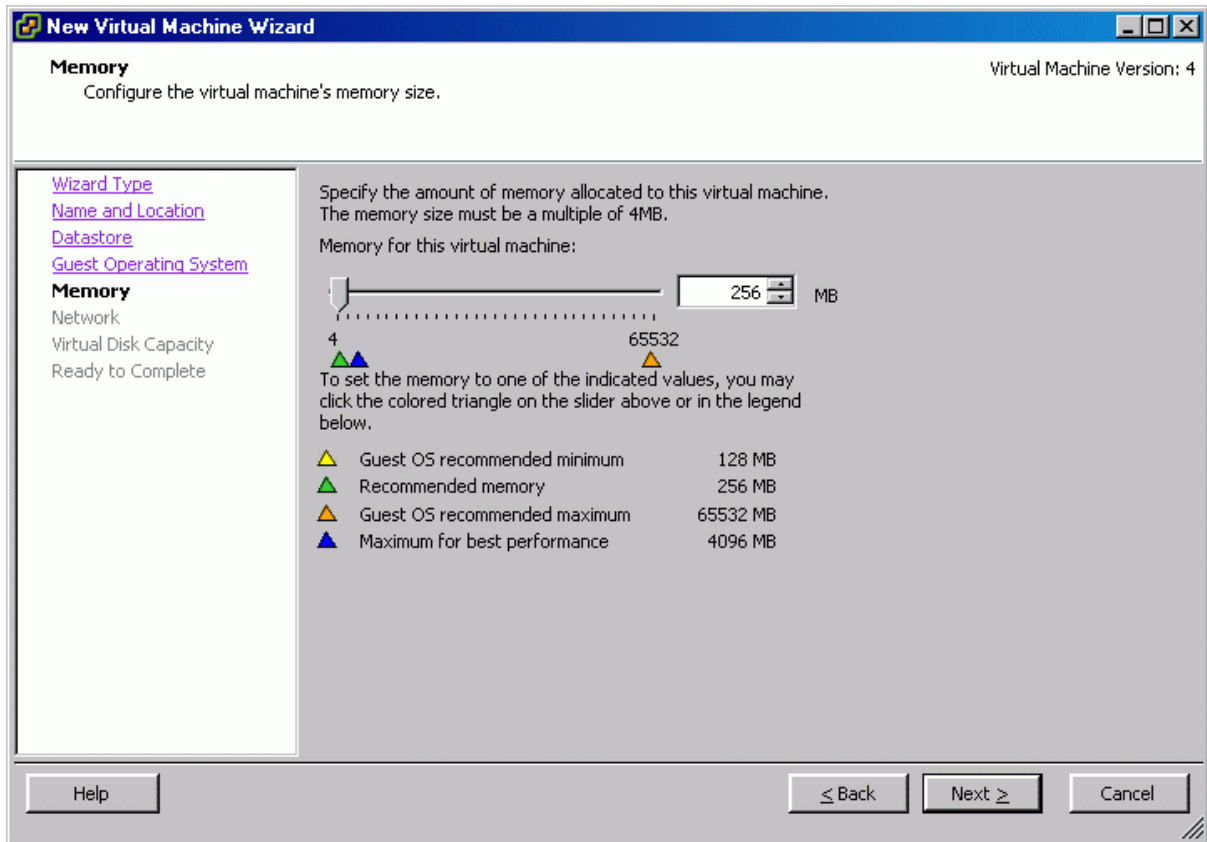 New Virtual Machine Wizard
Memory
Virtual Machine Version: 4
Configure the virtual machine's memory size.
Wizard Type
Name and Location
Datastore
Guest Operating System
Memory
Network
Virtual Disk Capacity
Ready to Complete
Specify the amount of memory allocated to this virtual machine.
The memory size must be a multiple of 4MB.
Memory for this virtual machine:
256 MB
4 65532
To set the memory to one of the indicated values, you may
click the colored triangle on the slider above or in the legend
below.
Guest OS recommended minimum 128 MB
Recommended memory 256 MB
Guest OS recommended maximum 65532 MB
Maximum for best performance 4096 MB
Help
≤ Back
Next ≥
Cancel